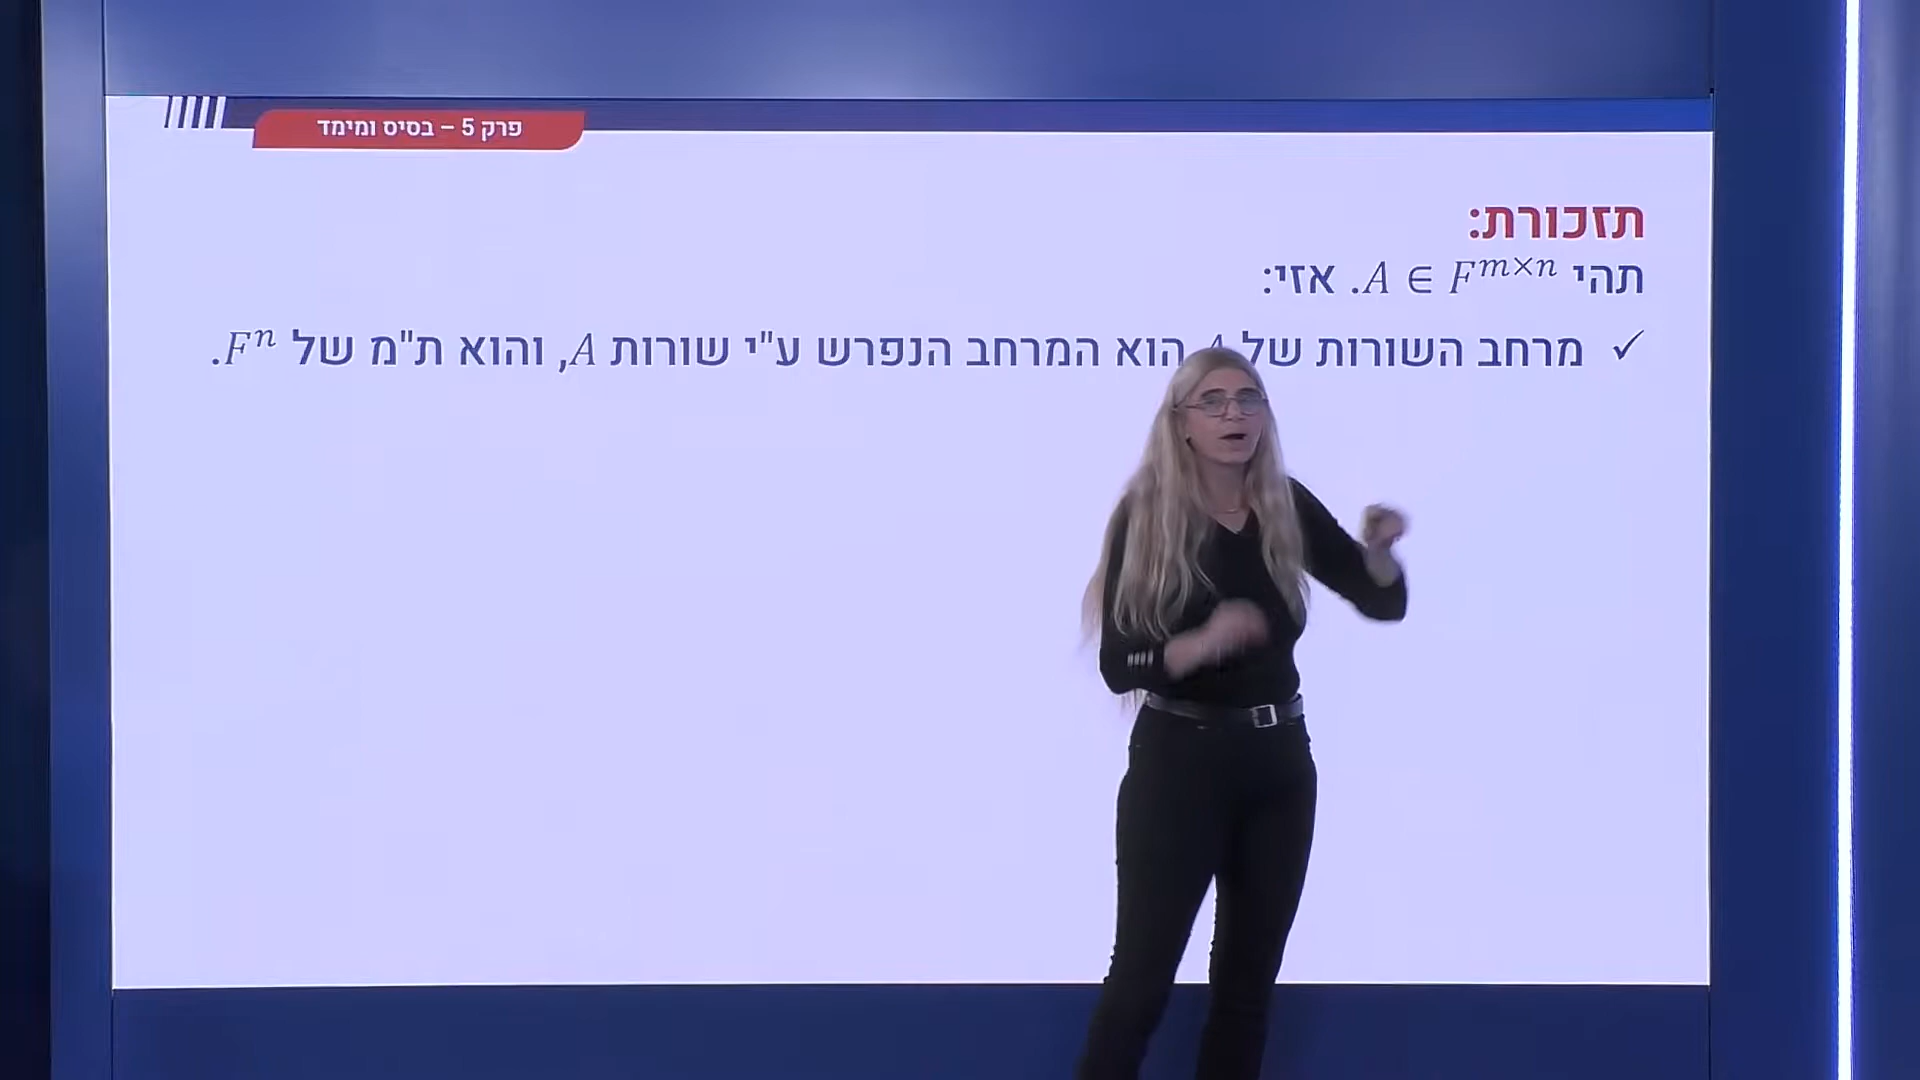 פרק 5 – בסיס ומימד
תזכורת:
תהי A ∈ F^{m×n}. אזי:
✓ מרחב השורות של A הוא המרחב הנפרש ע"י שורות A, והוא ת"מ של F^n.